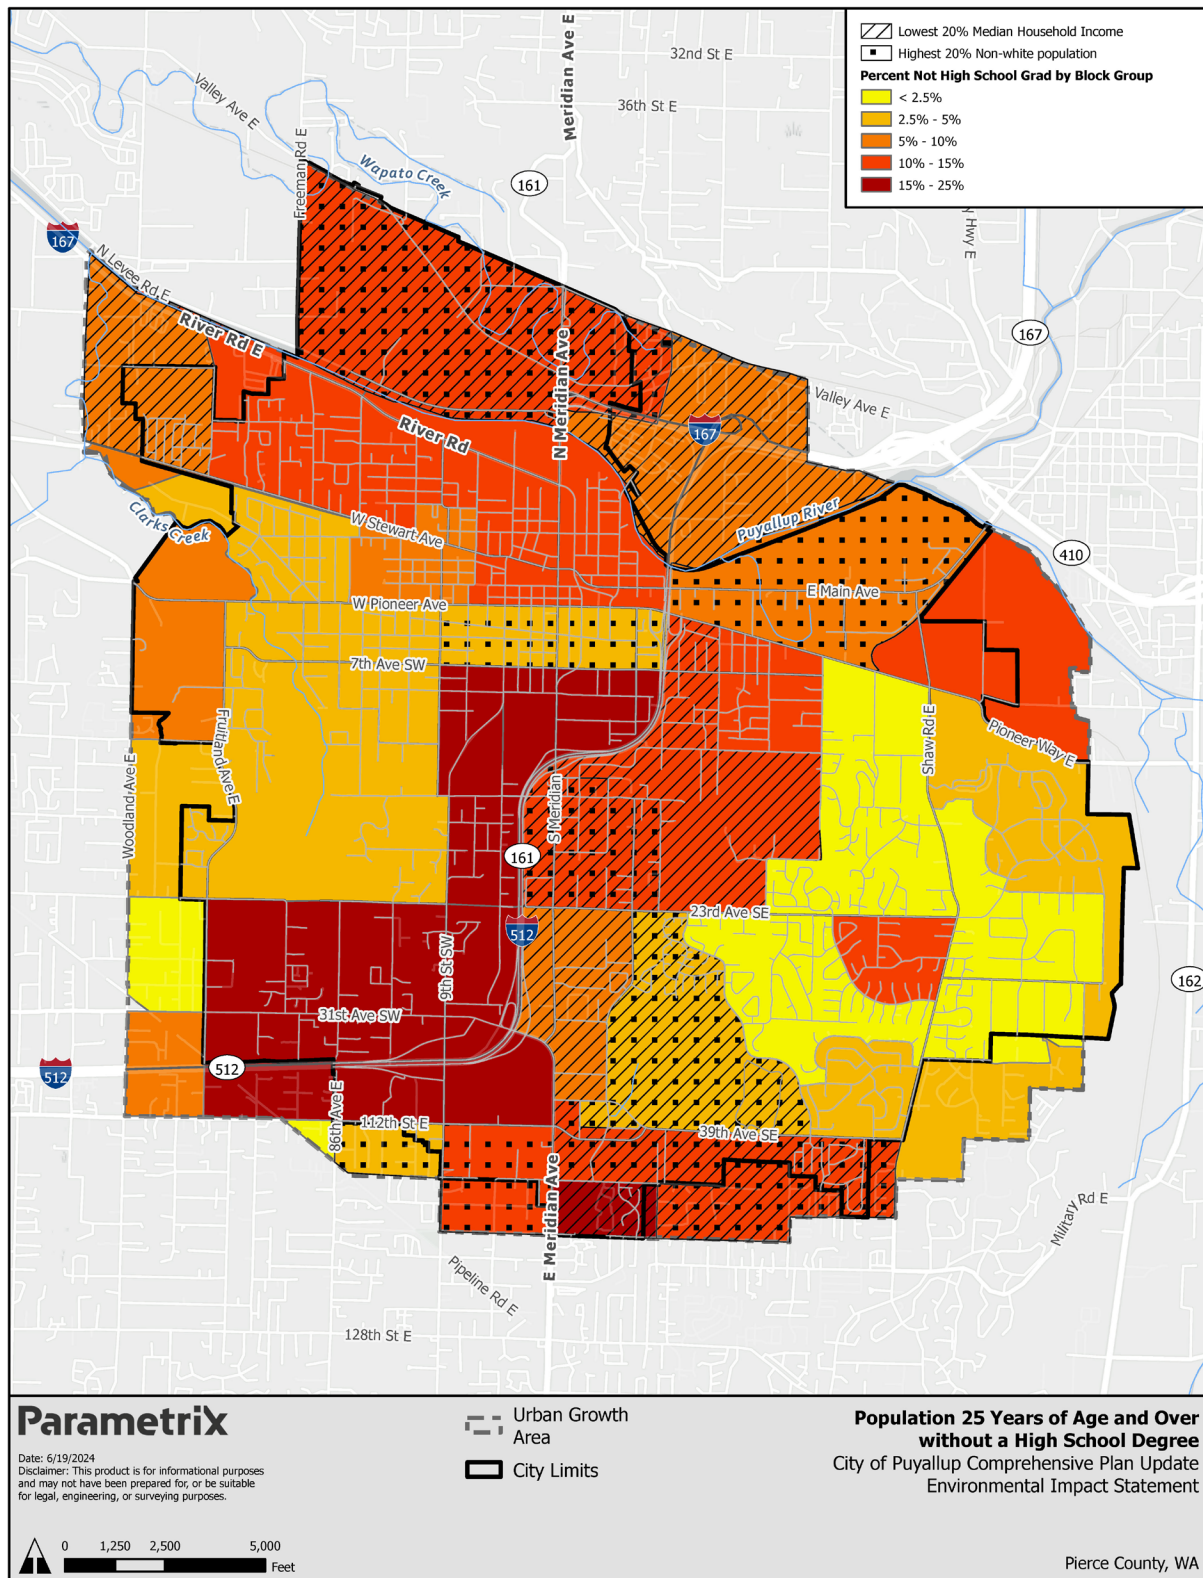 Lowest 20% Median Household Income
Highest 20% Non-white population
Percent Not High School Grad by Block Group
< 2.5%
2.5% - 5%
5% - 10%
10% - 15%
15% - 25%
32nd St E
36th St E
Meridian Ave E
Valley Ave E
Freeman Rd E
Wapato Creek
161
167
N Levee Rd E
River Rd E
y Hwy E
167
N Meridian Ave
Valley Ave E
River Rd
167
Puyallup River
Clarks Creek
W Stewart Ave
410
E Main Ave
W Pioneer Ave
7th Ave SW
Fruitland Ave E
Shaw Rd E
Pioneer Way E
Woodland Ave E
S Meridian
161
23rd Ave SE
512
9th St SW
162
31st Ave SW
512
512
86th Ave E
112th St E
39th Ave SE
E Meridian Ave
Military Rd E
Pipeline Rd E
128th St E
Parametrix
Date: 6/19/2024
Disclaimer: This product is for informational purposes
and may not have been prepared for, or be suitable
for legal, engineering, or surveying purposes.
0 1,250 2,500 5,000
Feet
Urban Growth
Area
City Limits
Population 25 Years of Age and Over
without a High School Degree
City of Puyallup Comprehensive Plan Update
Environmental Impact Statement
Pierce County, WA